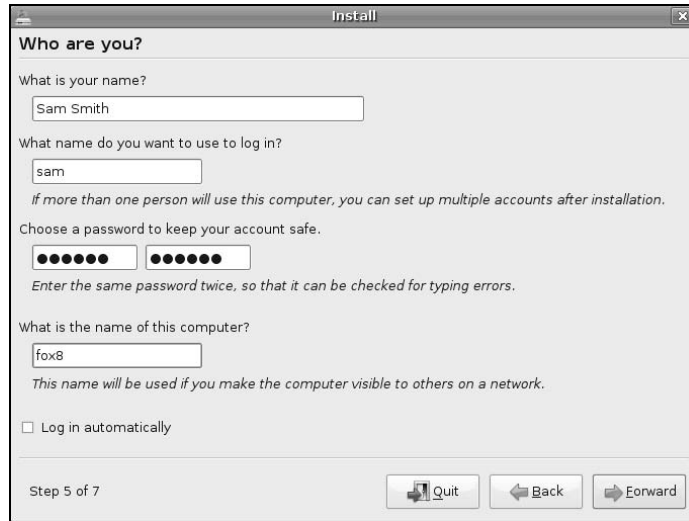 Install
Who are you?
What is your name?
Sam Smith
What name do you want to use to log in?
sam
If more than one person will use this computer, you can set up multiple accounts after installation.
Choose a password to keep your account safe.
●●●●●● ●●●●●●
Enter the same password twice, so that it can be checked for typing errors.
What is the name of this computer?
fox8
This name will be used if you make the computer visible to others on a network.
Log in automatically
Step 5 of 7 Quit Back Forward